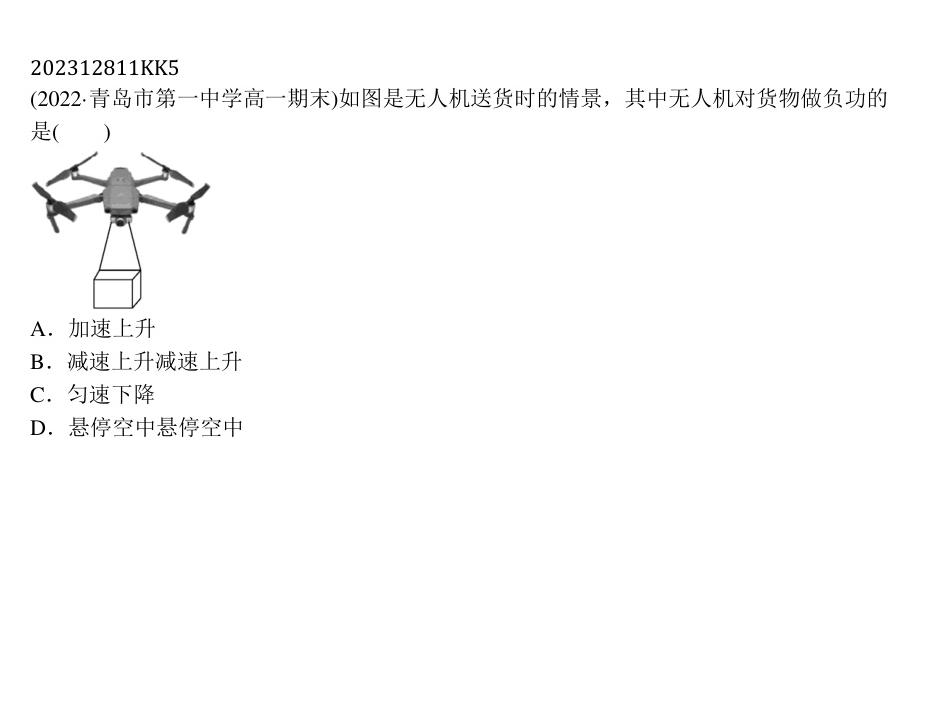 202312811KK5
(2022·青岛市第一中学高一期末)如图是无人机送货时的情景，其中无人机对货物做负功的
是(　　)
A．加速上升
B．减速上升减速上升
C．匀速下降
D．悬停空中悬停空中